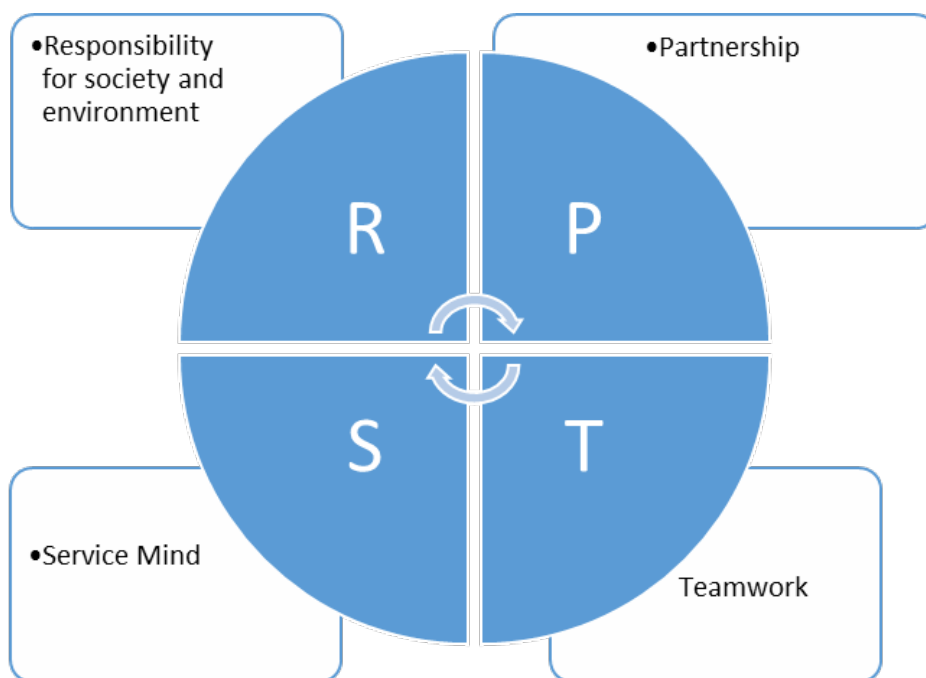 •Responsibility
for society and
environment
•Partnership
R
P
S
T
•Service Mind
Teamwork